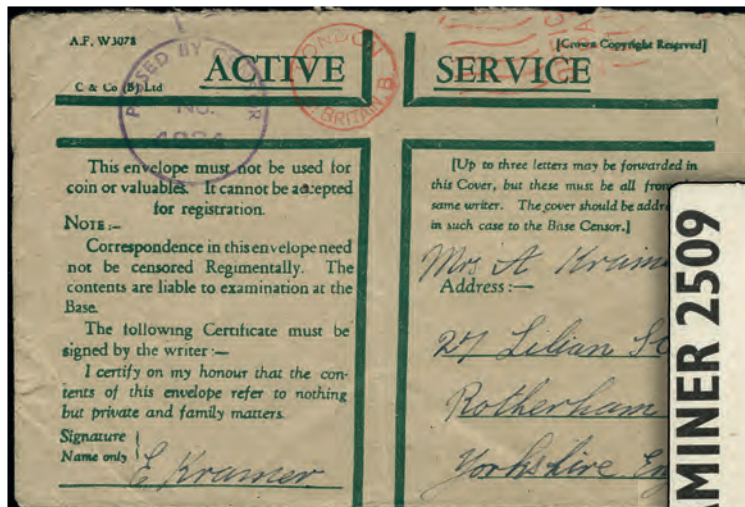 A.F. W3078
[Crown Copyright Reserved]
ACTIVE SERVICE
C & Co (B) Ltd
PASSED BY
NO.
LONDON
BRITAIN. B
This envelope must not be used for
coin or valuables. It cannot be accepted
for registration.
NOTE:—
Correspondence in this envelope need
not be censored Regimentally. The
contents are liable to examination at the
Base.
The following Certificate must be
signed by the writer:—
I certify on my honour that the con-
tents of this envelope refer to nothing
but private and family matters.
Signature
Name only
E Kramer
[Up to three letters may be forwarded in
this Cover, but these must be all
same writer. The cover should be
in such case to the Base Censor.]
Mrs A
Address:—
27 Lilian
Rotherham
Yorkshire
MINER 2509